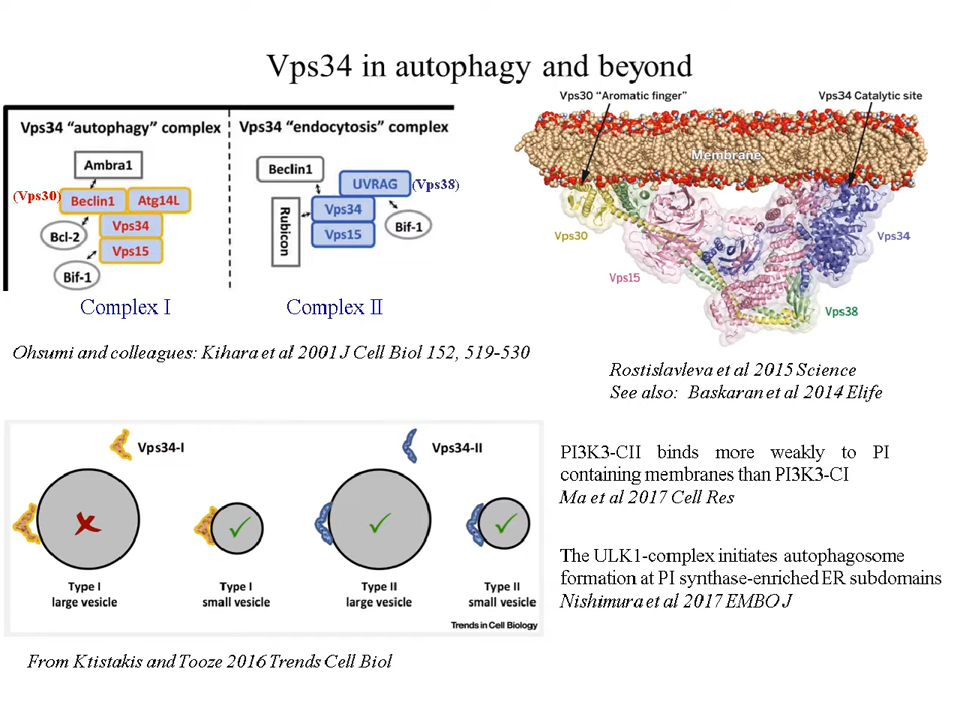 Vps34 in autophagy and beyond
Vps34 "autophagy" complex
Ambra1
(Vps30)
Beclin1
Atg14L
Vps34
Bcl-2
Vps15
Bif-1
Complex I
Vps34 "endocytosis" complex
Beclin1
UVRAG
(Vps38)
Rubicon
Vps34
Bif-1
Vps15
Complex II
Ohsumi and colleagues: Kihara et al 2001 J Cell Biol 152, 519-530
Vps30 "Aromatic finger"
Vps34 Catalytic site
Membrane
Vps30
Vps34
Vps15
Vps38
Rostislavleva et al 2015 Science
See also: Baskaran et al 2014 Elife
Vps34-I
Vps34-II
Type I
large vesicle
Type I
small vesicle
Type II
large vesicle
Type II
small vesicle
Trends in Cell Biology
From Ktistakis and Tooze 2016 Trends Cell Biol
PI3K3-CII binds more weakly to PI
containing membranes than PI3K3-CI
Ma et al 2017 Cell Res
The ULK1-complex initiates autophagosome
formation at PI synthase-enriched ER subdomains
Nishimura et al 2017 EMBO J